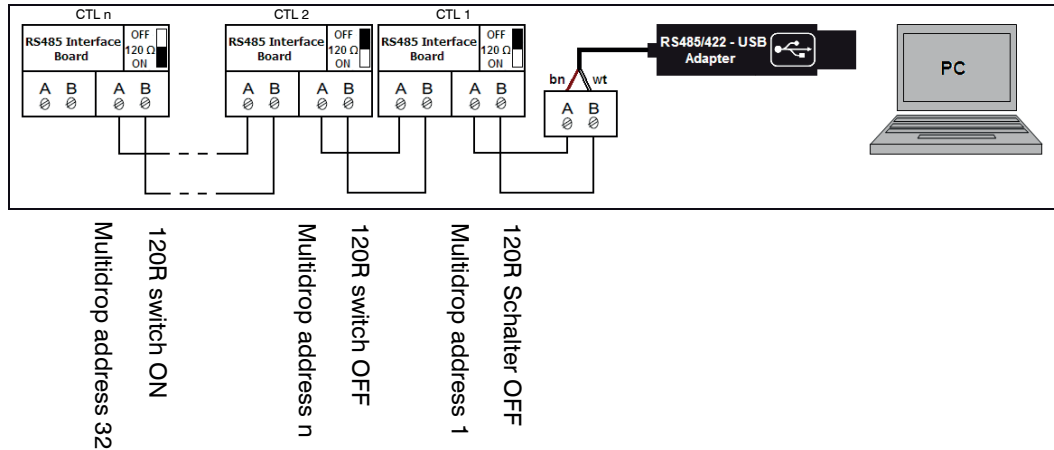 CTL n
CTL 2
CTL 1
RS485 Interface
Board
OFF
120 Ω
ON
RS485 Interface
Board
OFF
120 Ω
ON
RS485 Interface
Board
OFF
120 Ω
ON
RS485/422 - USB
Adapter
PC
bn
wt
A B A B
A B A B
A B A B
A B
120R switch ON
Multidrop address 32
120R switch OFF
Multidrop address n
120R Schalter OFF
Multidrop address 1